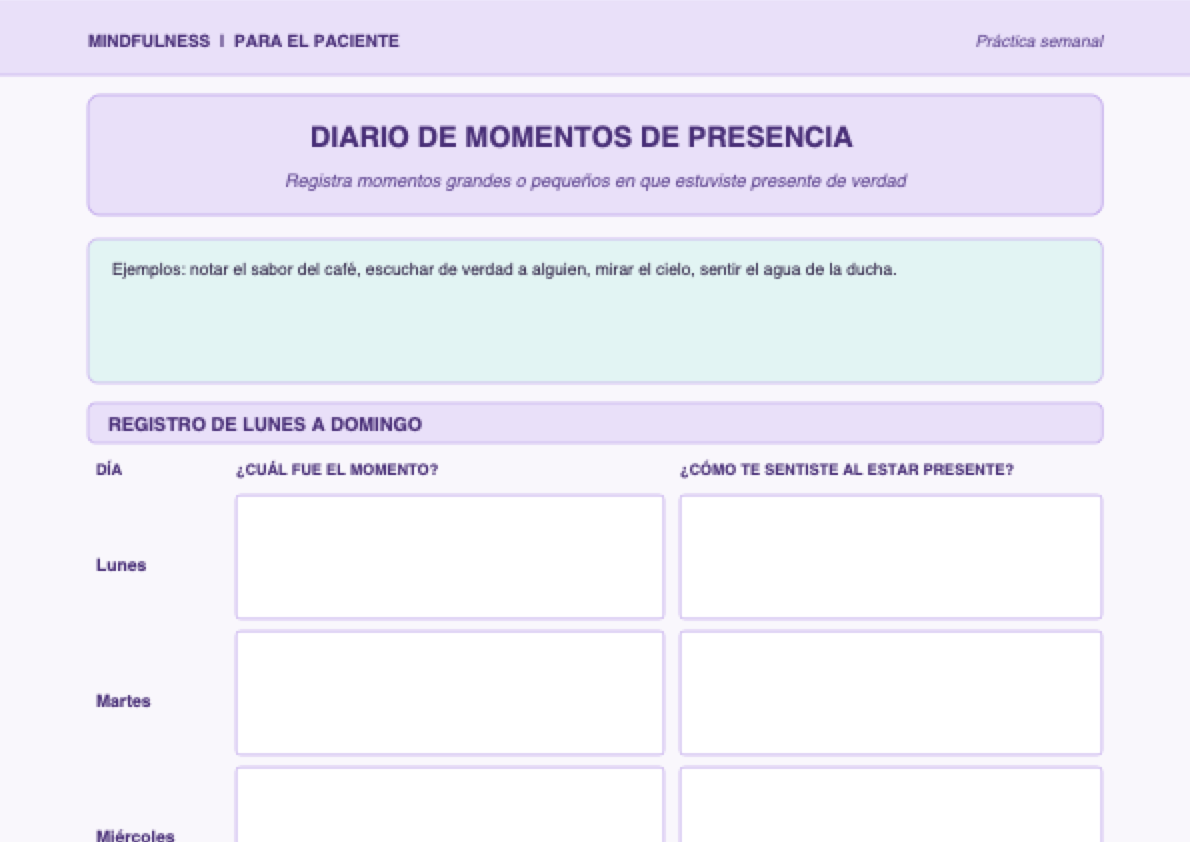 MINDFULNESS | PARA EL PACIENTE
Práctica semanal
DIARIO DE MOMENTOS DE PRESENCIA
Registra momentos grandes o pequeños en que estuviste presente de verdad
Ejemplos: notar el sabor del café, escuchar de verdad a alguien, mirar el cielo, sentir el agua de la ducha.
REGISTRO DE LUNES A DOMINGO
DÍA ¿CUÁL FUE EL MOMENTO? ¿CÓMO TE SENTISTE AL ESTAR PRESENTE?
Lunes
Martes
Miércoles